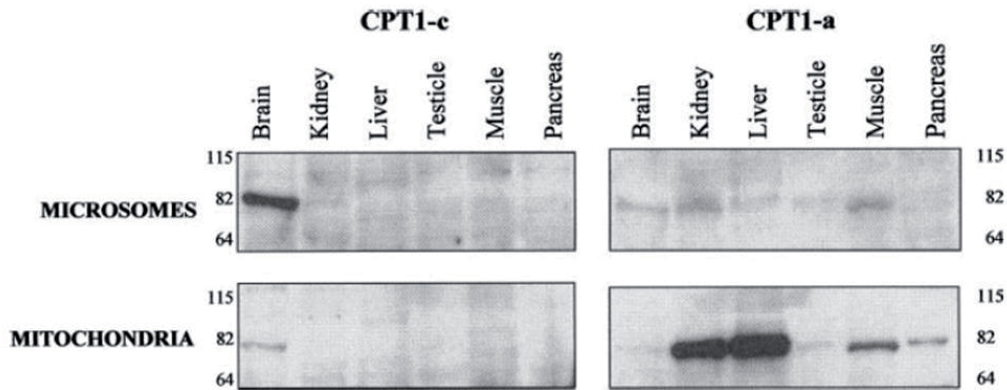 CPT1-c CPT1-a
Brain Kidney Liver Testicle Muscle Pancreas Brain Kidney Liver Testicle Muscle Pancreas
115 115
MICROSOMES 82 82
64 64
115 115
MITOCHONDRIA 82 82
64 64